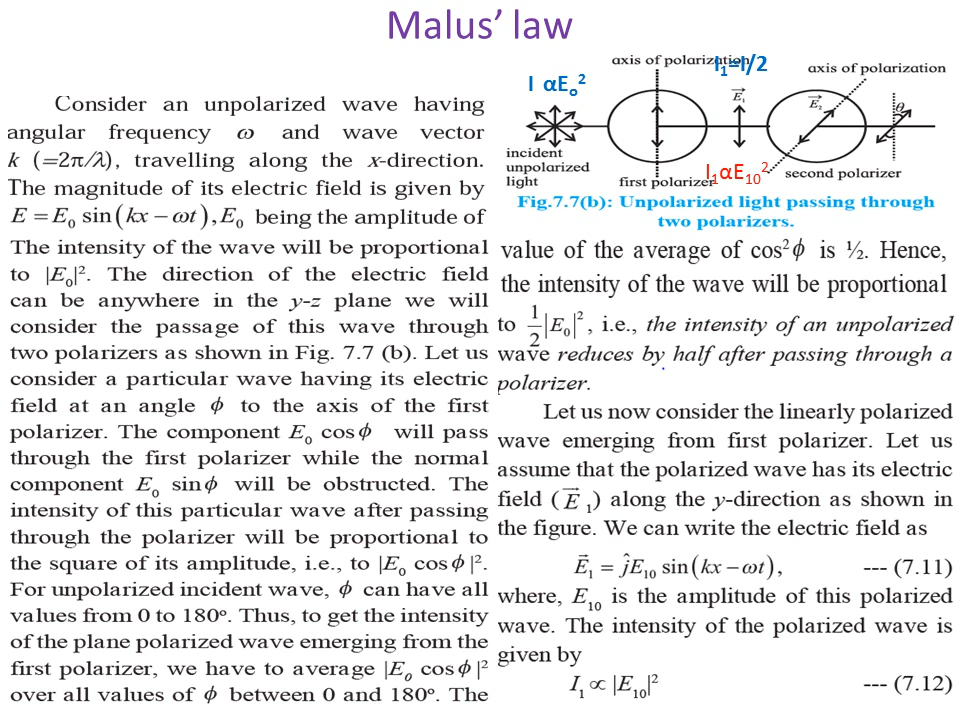 Malus’ law
Consider an unpolarized wave having
angular frequency ω and wave vector
k (=2π/λ), travelling along the x-direction.
The magnitude of its electric field is given by
E = E₀ sin(kx − ωt), E₀ being the amplitude of
The intensity of the wave will be proportional
to |E₀|². The direction of the electric field
can be anywhere in the y-z plane we will
consider the passage of this wave through
two polarizers as shown in Fig. 7.7 (b). Let us
consider a particular wave having its electric
field at an angle ϕ to the axis of the first
polarizer. The component E₀ cosϕ will pass
through the first polarizer while the normal
component E₀ sinϕ will be obstructed. The
intensity of this particular wave after passing
through the polarizer will be proportional to
the square of its amplitude, i.e., to |E₀ cosϕ|².
For unpolarized incident wave, ϕ can have all
values from 0 to 180º. Thus, to get the intensity
of the plane polarized wave emerging from the
first polarizer, we have to average |E₀ cosϕ|²
over all values of ϕ between 0 and 180º. The
axis of polarization
I₁=I/2
axis of polarization
I αEₒ²
E⃗₁
E⃗₂
θ
incident
unpolarized
light
first polarizer
I₁αE₁₀²
second polarizer
Fig.7.7(b): Unpolarized light passing through
two polarizers.
value of the average of cos²ϕ is ½. Hence,
the intensity of the wave will be proportional
to 1/2 |E₀|², i.e., the intensity of an unpolarized
wave reduces by half after passing through a
polarizer.
Let us now consider the linearly polarized
wave emerging from first polarizer. Let us
assume that the polarized wave has its electric
field (E⃗₁) along the y-direction as shown in
the figure. We can write the electric field as
E⃗₁ = ĵE₁₀ sin(kx − ωt), --- (7.11)
where, E₁₀ is the amplitude of this polarized
wave. The intensity of the polarized wave is
given by
I₁ ∝ |E₁₀|² --- (7.12)